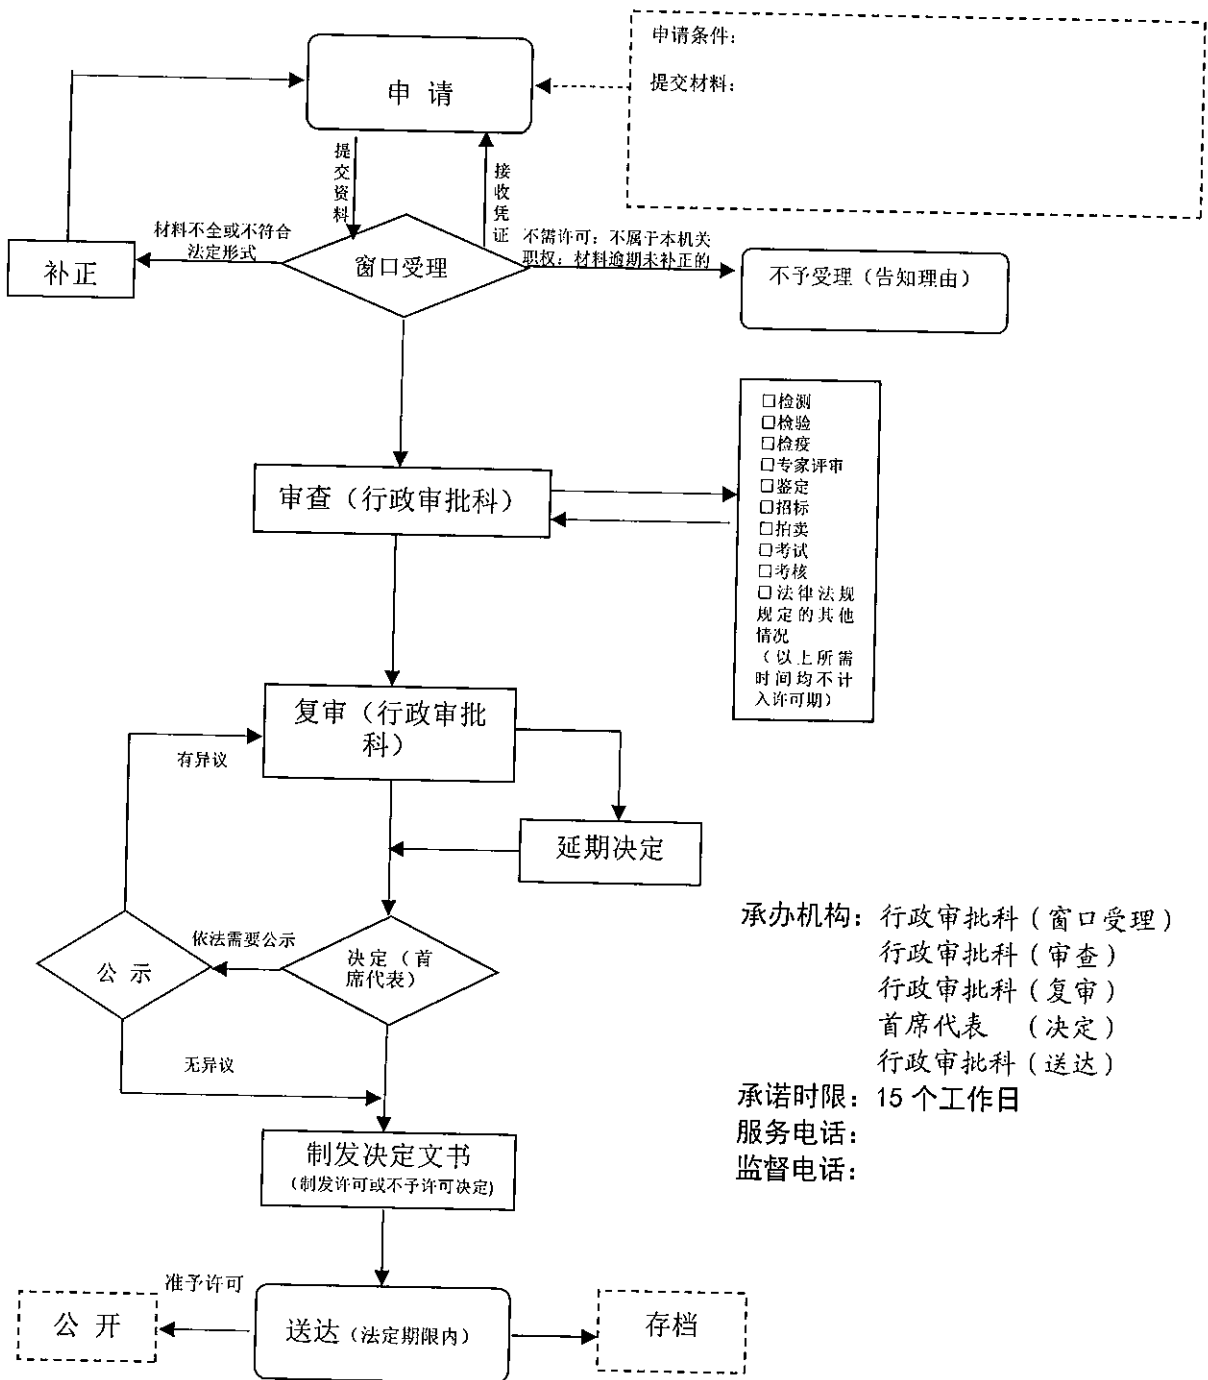 申请条件：
提交材料：
申 请
提交资料
接收凭证
材料不全或不符合
法定形式
不需许可：不属于本机关
职权：材料逾期未补正的
补正
窗口受理
不予受理（告知理由）
□检测
□检验
□检疫
□专家评审
□鉴定
□招标
□拍卖
□考试
□考核
□法律法规
规定的其他
情况
（以上所需
时间均不计
入许可期）
审查（行政审批科）
复审（行政审批
科）
有异议
延期决定
依法需要公示
公 示
决定（首
席代表）
无异议
承办机构：行政审批科（窗口受理）
行政审批科（审查）
行政审批科（复审）
首席代表 （决定）
行政审批科（送达）
承诺时限：15 个工作日
服务电话：
监督电话：
制发决定文书
（制发许可或不予许可决定)
准予许可
公 开
送达（法定期限内）
存档